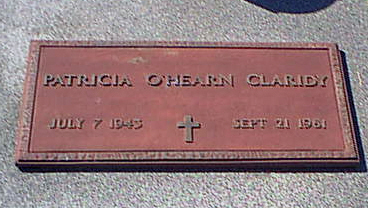 PATRICIA O'HEARN CLARIDY
JULY 7 1945 SEPT 21 1961